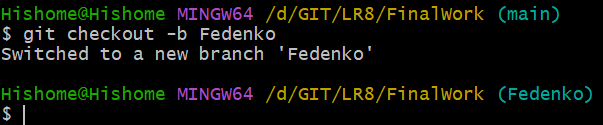 Hishome@Hishome MINGW64 /d/GIT/LR8/FinalWork (main)
$ git checkout -b Fedenko
Switched to a new branch 'Fedenko'
Hishome@Hishome MINGW64 /d/GIT/LR8/FinalWork (Fedenko)
$